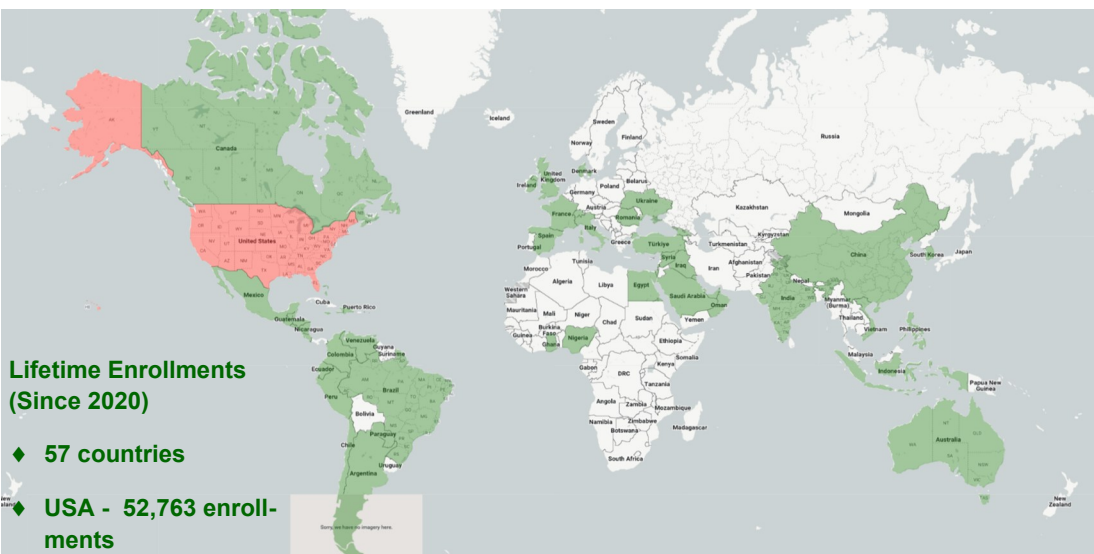 Greenland
Iceland
Sweden
Finland
Norway
Russia
Canada
United
Kingdom
Denmark
Ireland
Belarus
Poland
Germany
Ukraine
Austria
France
Romania
Kazakhstan
Mongolia
Italy
Spain
Portugal
Greece
Türkiye
Turkmenistan
Kyrgyzstan
United States
China
South Korea
Japan
Tunisia
Syria
Iraq
Iran
Afghanistan
Pakistan
Morocco
Algeria
Libya
Egypt
Nepal
Western
Sahara
Saudi Arabia
India
Myanmar
(Burma)
Mexico
Cuba
Puerto Rico
Mauritania
Mali
Niger
Chad
Sudan
Oman
Yemen
Thailand
Vietnam
Philippines
Guatemala
Nicaragua
Burkina
Faso
Guinea
Ghana
Nigeria
Ethiopia
Somalia
Venezuela
Guyana
Suriname
Colombia
Malaysia
Gabon
Kenya
DRC
Ecuador
Tanzania
Indonesia
Papua New
Guinea
Lifetime Enrollments
(Since 2020)
Peru
Brazil
Bolivia
Angola
Zambia
Mozambique
Namibia
Zimbabwe
Botswana
Madagascar
Australia
Paraguay
Chile
Uruguay
Argentina
South Africa
♦ 57 countries
New
Zealand
♦ USA - 52,763 enroll-
ments
Sorry, we have no imagery here.